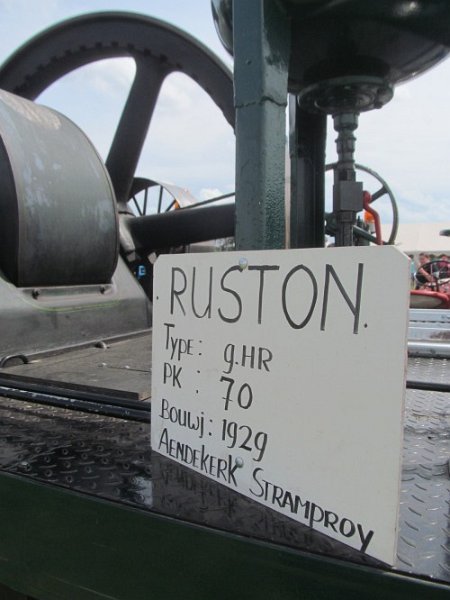 RUSTON.
Type: 9.HR
PK: 70
Bouwj: 1929
AENDEKERK STRAMPROY